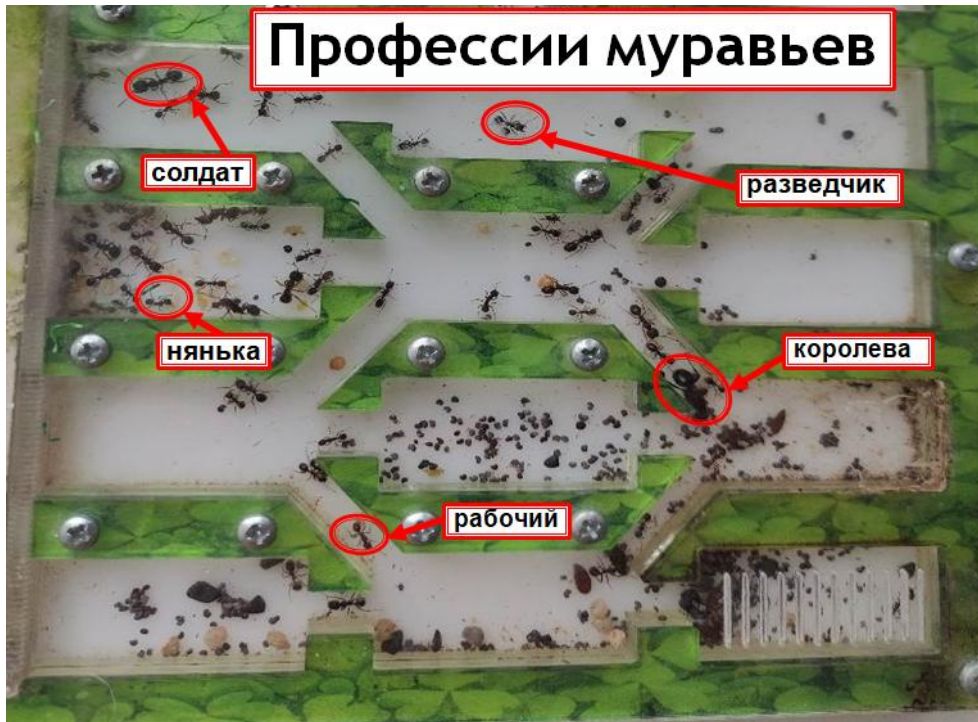 Профессии муравьев
солдат
разведчик
нянька
королева
рабочий